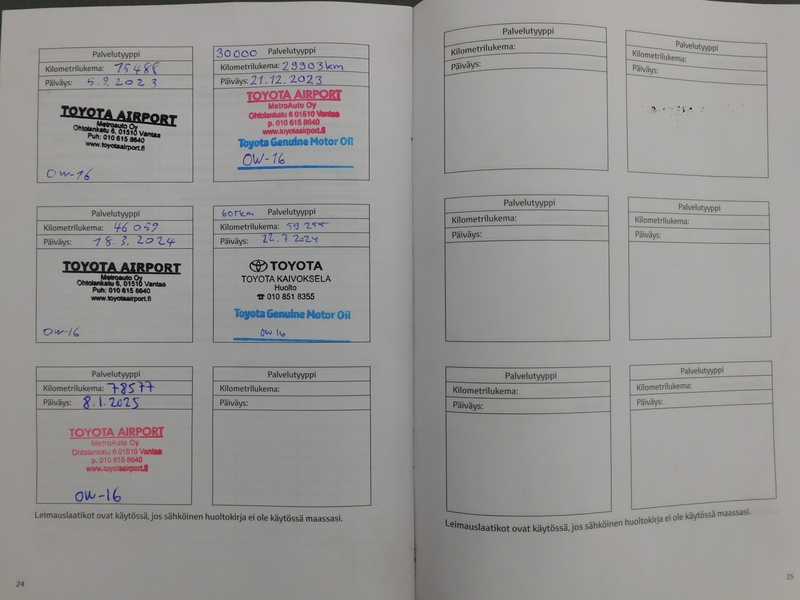 Palvelutyyppi
Kilometrilukema: 15488
Päiväys: 5.9.2023
TOYOTA AIRPORT
Metroauto Oy
Ohtolankatu 6, 01510 Vantaa
Puh: 010 615 8640
www.toyotaairport.fi
OW-16
30000 Palvelutyyppi
Kilometrilukema: 29903km
Päiväys: 21.12.2023
TOYOTA AIRPORT
MetroAuto Oy
Ohtolankatu 6 01510 Vantaa
p. 010 615 8640
www.toyotaairport.fi
Toyota Genuine Motor Oil
OW-16
Palvelutyyppi
Kilometrilukema: 46 059
Päiväys: 18.3.2024
TOYOTA AIRPORT
Metroauto Oy
Ohtolankatu 6, 01510 Vantaa
Puh: 010 615 8640
www.toyotaairport.fi
OW-16
60Tkm Palvelutyyppi
Kilometrilukema: 59 255
Päiväys: 22.7.2024
TOYOTA
TOYOTA KAIVOKSELA
Huolto
☎ 010 851 8355
Toyota Genuine Motor Oil
OW 16
Palvelutyyppi
Kilometrilukema: 78577
Päiväys: 8.1.2025
TOYOTA AIRPORT
MetroAuto Oy
Ohtolankatu 6 01510 Vantaa
p. 010 615 8640
www.toyotaairport.fi
OW-16
Palvelutyyppi
Kilometrilukema:
Päiväys:
Leimauslaatikot ovat käytössä, jos sähköinen huoltokirja ei ole käytössä maassasi.
24
Palvelutyyppi
Kilometrilukema:
Päiväys:
Palvelutyyppi
Kilometrilukema:
Päiväys:
Palvelutyyppi
Kilometrilukema:
Päiväys:
Palvelutyyppi
Kilometrilukema:
Päiväys:
Palvelutyyppi
Kilometrilukema:
Päiväys:
Palvelutyyppi
Kilometrilukema:
Päiväys:
Leimauslaatikot ovat käytössä, jos sähköinen huoltokirja ei ole käytössä maassasi.
25